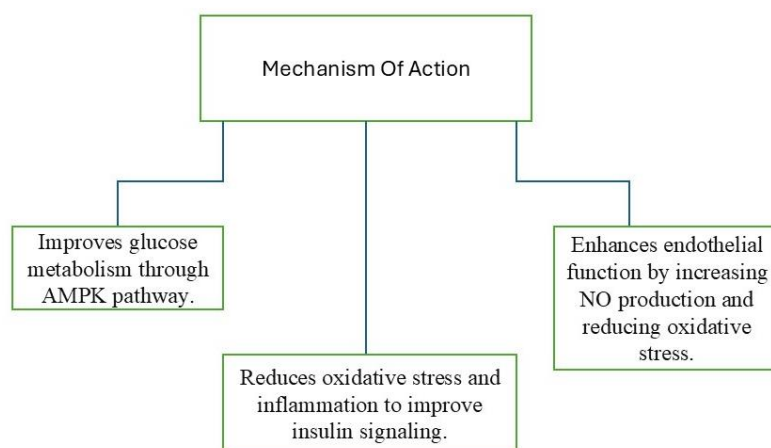 Mechanism Of Action
Improves glucose
metabolism through
AMPK pathway.
Reduces oxidative stress and
inflammation to improve
insulin signaling.
Enhances endothelial
function by increasing
NO production and
reducing oxidative
stress.